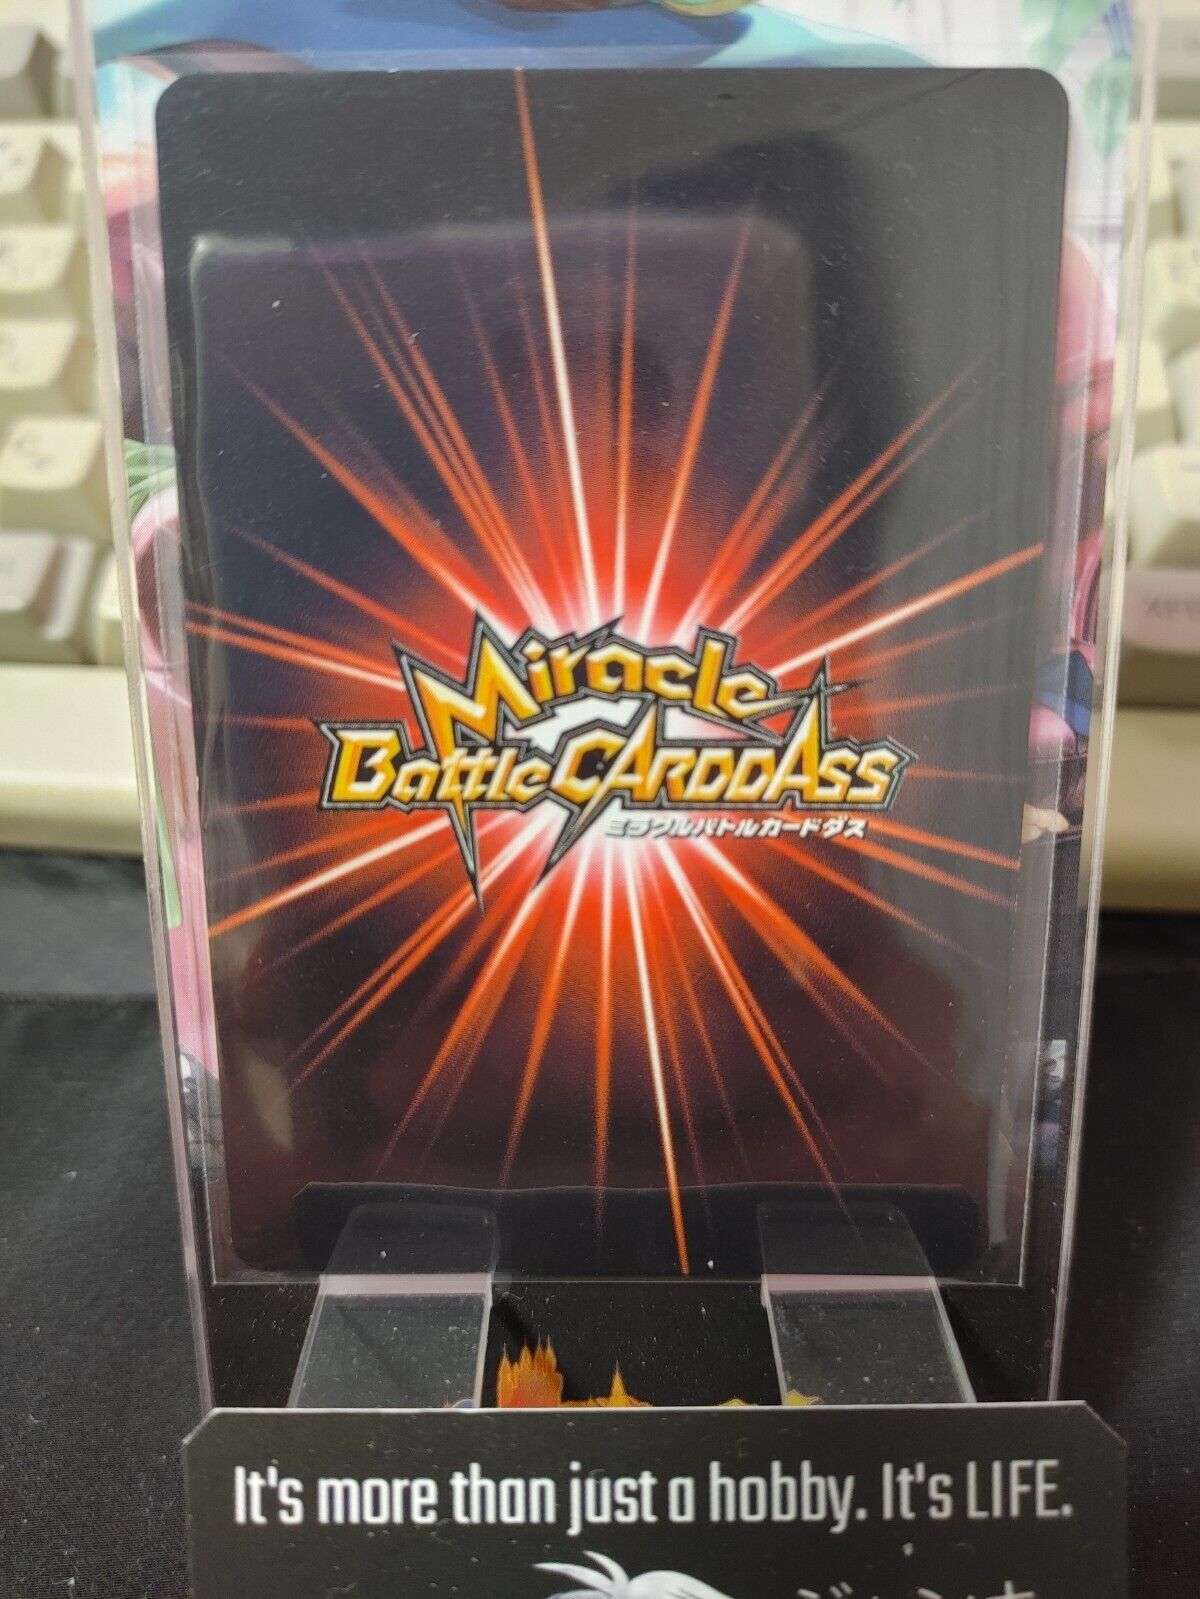 Miracle
Battle CARDDASS
ミラクルバトルカードダス
It's more than just a hobby. It's LIFE.